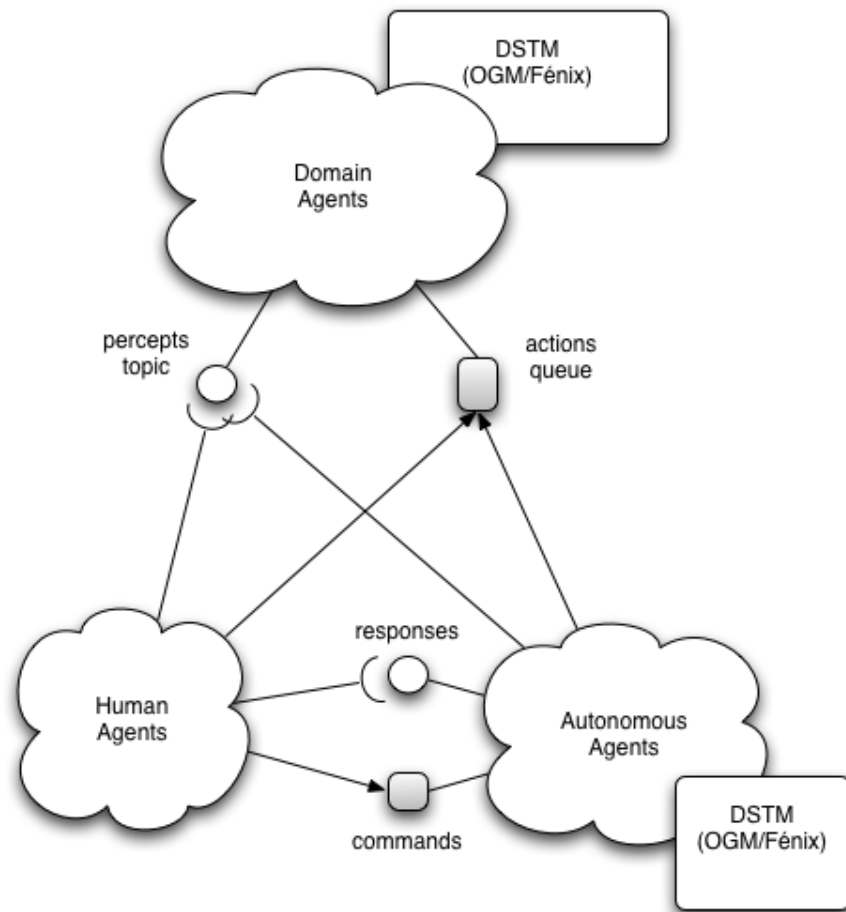 DSTM
(OGM/Fénix)
Domain
Agents
percepts
topic
actions
queue
responses
Human
Agents
Autonomous
Agents
DSTM
(OGM/Fénix)
commands